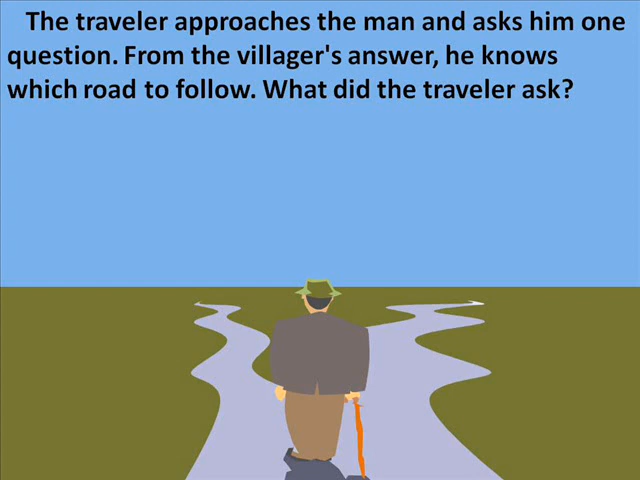 The traveler approaches the man and asks him one
question. From the villager's answer, he knows
which road to follow. What did the traveler ask?